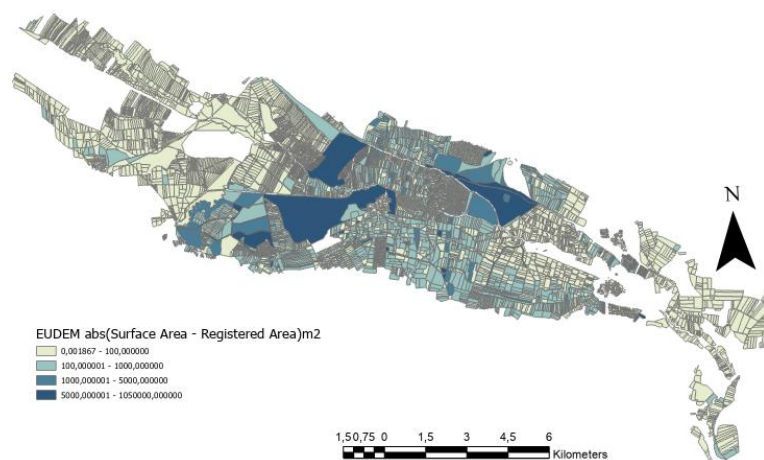 N
EUDEM abs(Surface Area - Registered Area)m2
0,001867 - 100,000000
100,000001 - 1000,000000
1000,000001 - 5000,000000
5000,000001 - 1050000,000000
1,50,75 0 1,5 3 4,5 6
Kilometers